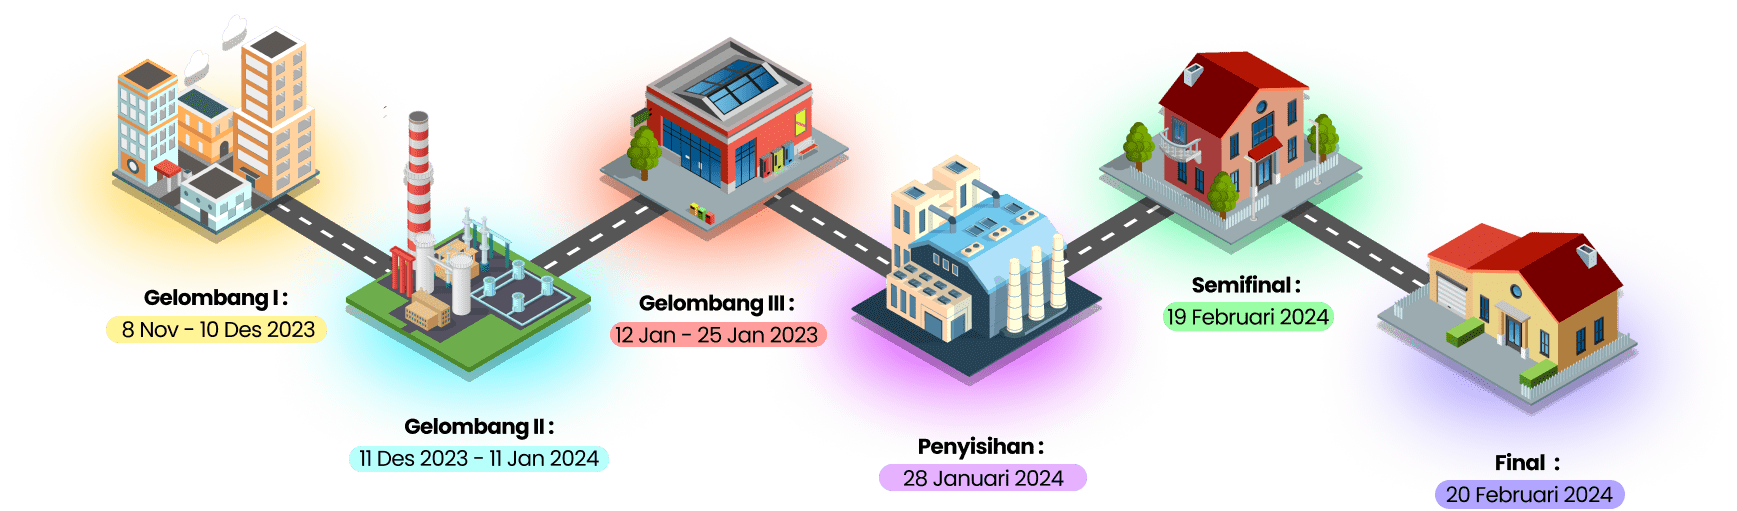 Gelombang I :
8 Nov - 10 Des 2023
Gelombang II :
11 Des 2023 - 11 Jan 2024
Gelombang III :
12 Jan - 25 Jan 2023
Penyisihan :
28 Januari 2024
Semifinal :
19 Februari 2024
Final :
20 Februari 2024